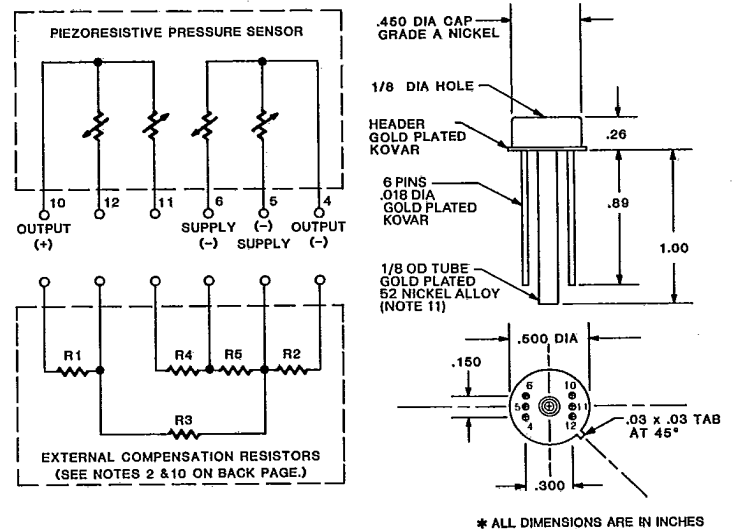 PIEZORESISTIVE PRESSURE SENSOR
10
12
11
6
5
4
OUTPUT
(+)
SUPPLY
(-)
(-)
SUPPLY
OUTPUT
(-)
R1
R4
R5
R2
R3
EXTERNAL COMPENSATION RESISTORS
(SEE NOTES 2 & 10 ON BACK PAGE.)
.450 DIA CAP
GRADE A NICKEL
1/8 DIA HOLE
HEADER
GOLD PLATED
KOVAR
.26
6 PINS
.018 DIA
GOLD PLATED
KOVAR
.89
1.00
1/8 OD TUBE
GOLD PLATED
52 NICKEL ALLOY
(NOTE 11)
.500 DIA
.150
6
10
5
11
4
12
.03 x .03 TAB
AT 45°
.300
* ALL DIMENSIONS ARE IN INCHES